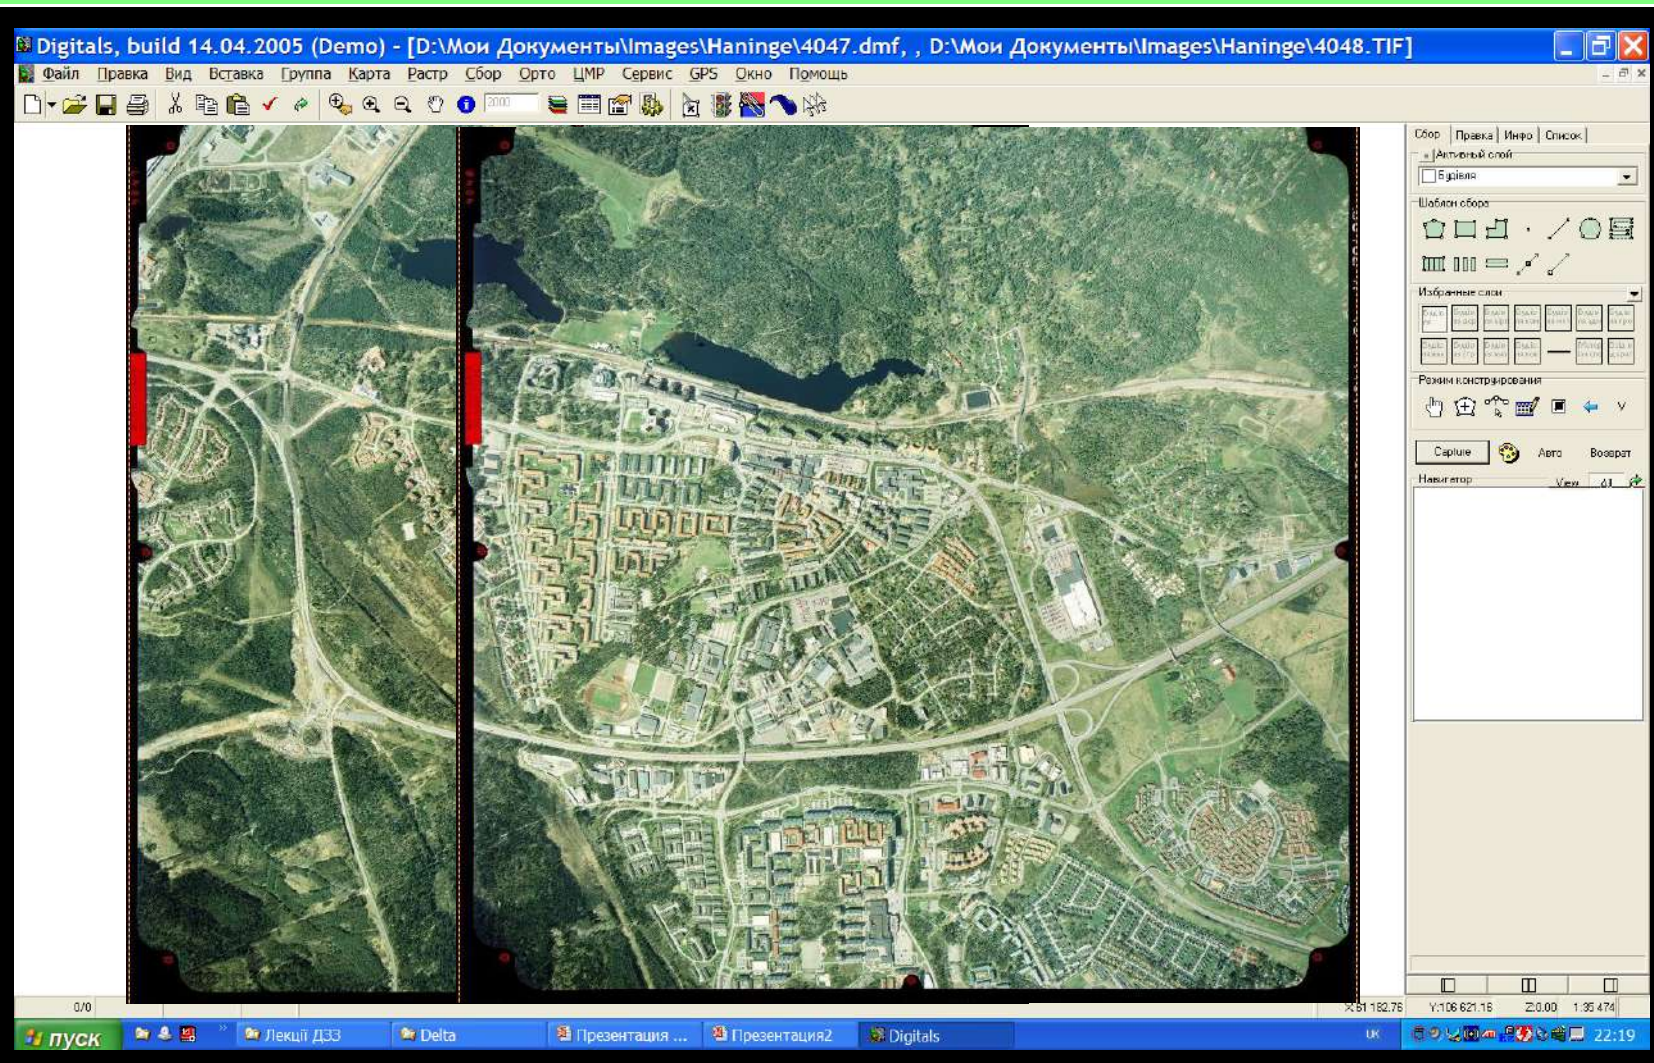 Digitals, build 14.04.2005 (Demo) - [D:\Мои Документы\Images\Haninge\4047.dmf, , D:\Мои Документы\Images\Haninge\4048.TIF]
Файл Правка Вид Вставка Группа Карта Растр Сбор Орто ЦМР Сервис GPS Окно Помощь
2000
Сбор Правка Инфо Список
Активный слой
Будівля
Шаблон сбора
Избранные слои
Режим конструирования
Capture Авто Возврат
Навигатор View
0/0 Y:106 621.16 Z:0.00 1:35 474
пуск Лекції ДЗЗ Delta Презентация ... Презентация2 Digitals UK 22:19